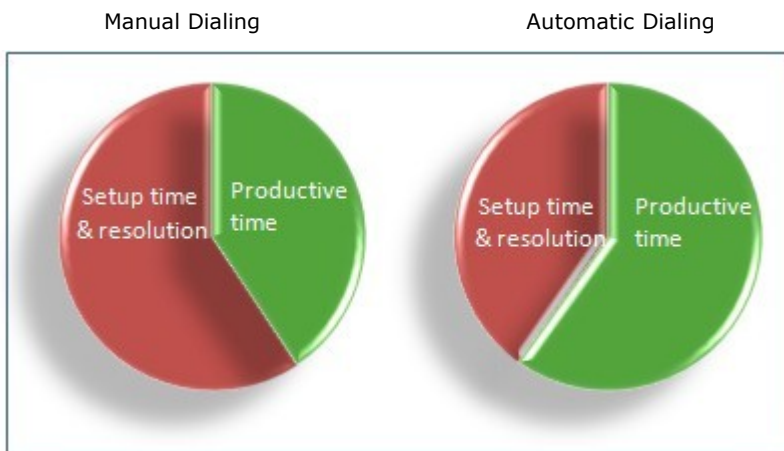 Manual Dialing
Automatic Dialing
Setup time
& resolution
Productive
time
Setup time
& resolution
Productive
time